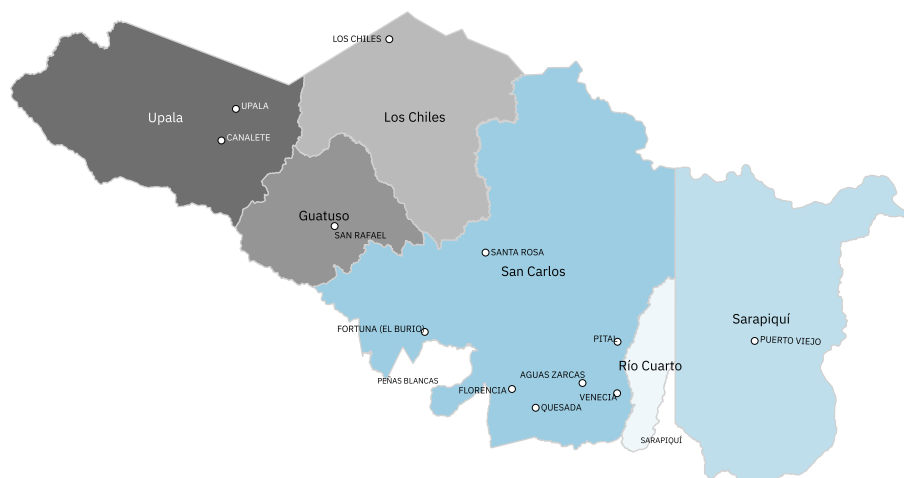 LOS CHILES
UPALA
Upala
Los Chiles
CANALETE
Guatuso
SAN RAFAEL
SANTA ROSA
San Carlos
Sarapiquí
FORTUNA (EL BURIO)
PITAL
PUERTO VIEJO
Río Cuarto
AGUAS ZARCAS
PEÑAS BLANCAS
FLORENCIA
VENECIA
QUESADA
SARAPIQUÍ